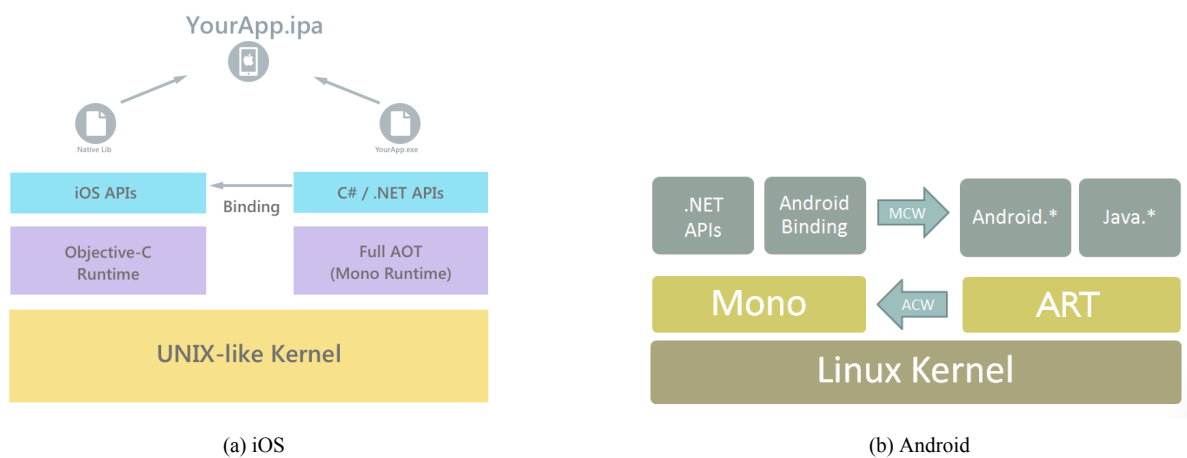 YourApp.ipa
Native Lib
YourApp.exe
iOS APIs
Binding
C# / .NET APIs
Objective-C
Runtime
Full AOT
(Mono Runtime)
UNIX-like Kernel
(a) iOS
.NET
APIs
Android
Binding
MCW
Android.*
Java.*
Mono
ACW
ART
Linux Kernel
(b) Android